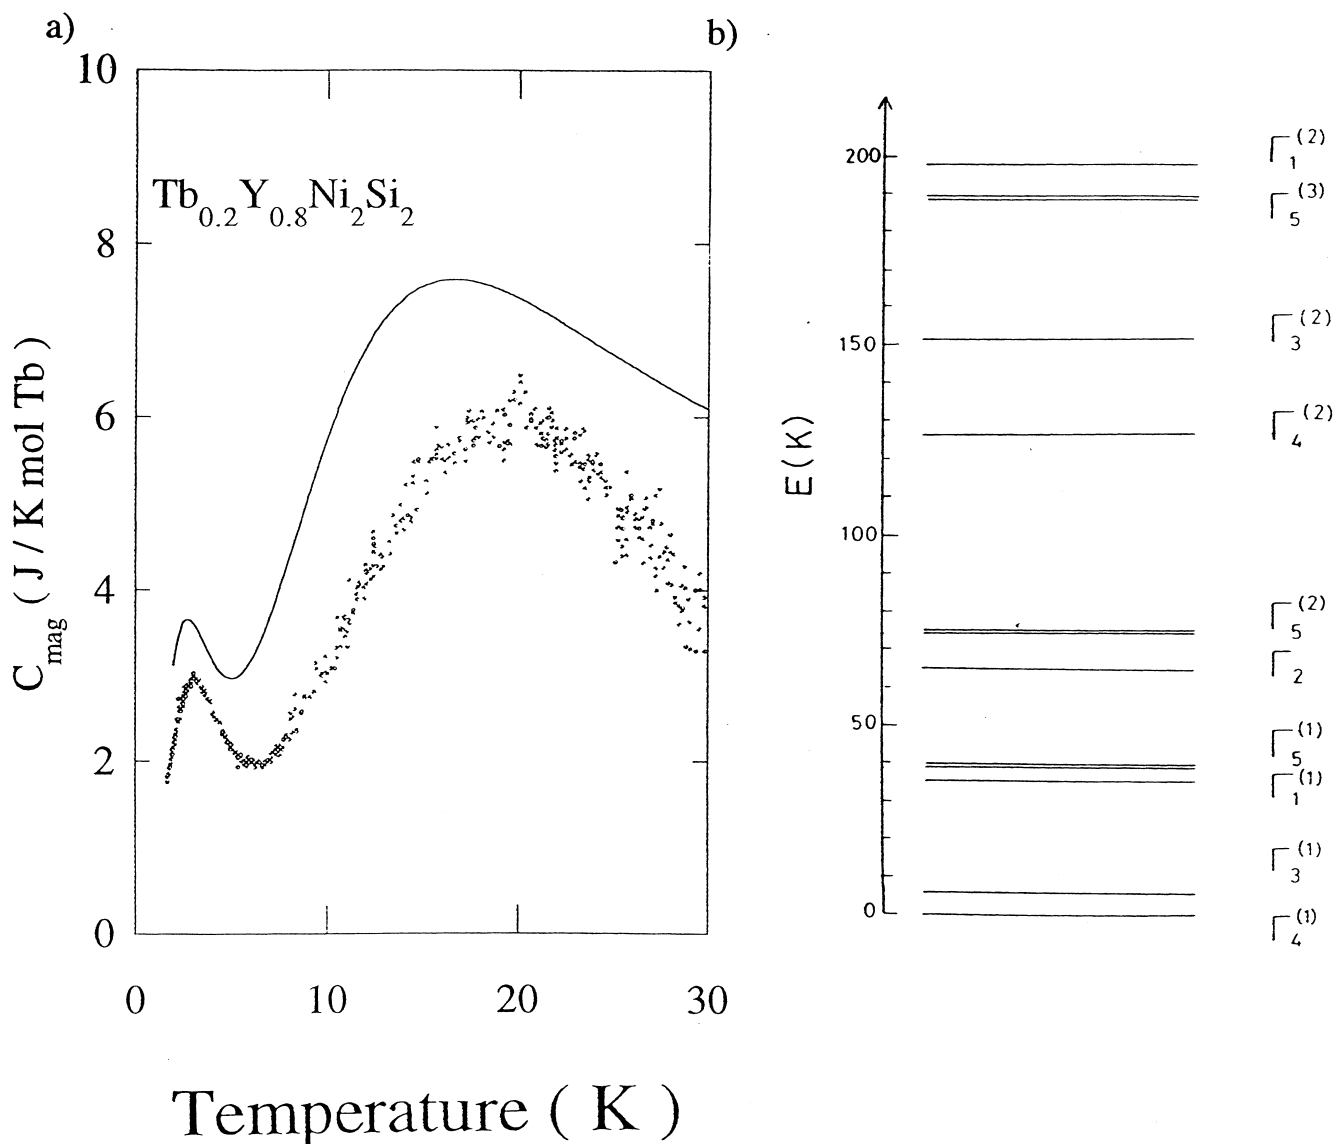 a)
10
8
6
4
2
0
0 10 20 30
Tb0.2Y0.8Ni2Si2
Cmag ( J / K mol Tb )
Temperature ( K )
b)
200
150
100
50
0
E(K)
Γ1(2)
Γ5(3)
Γ3(2)
Γ4(2)
Γ5(2)
Γ2
Γ5(1)
Γ1(1)
Γ3(1)
Γ4(1)